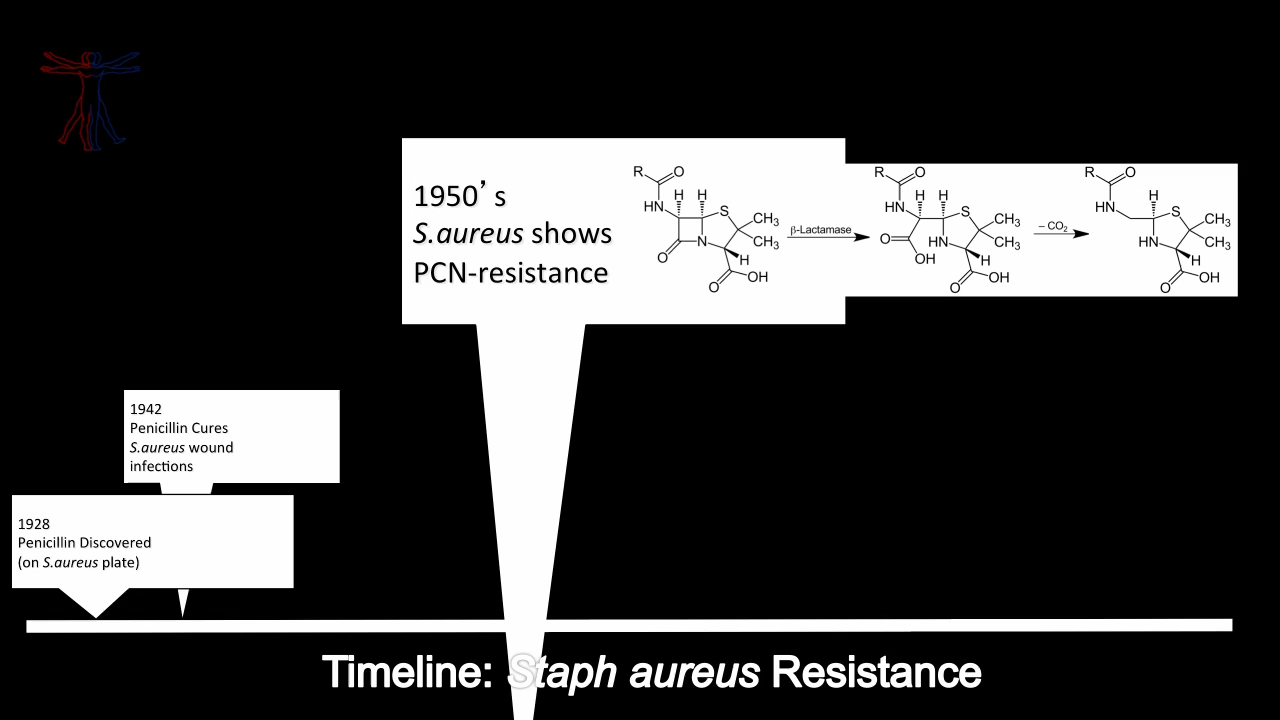 1950's
S.aureus shows
PCN-resistance
R O
H H
HN S CH3
N CH3
O H
O OH
β-Lactamase
R O
H H
HN S CH3
O HN CH3
OH H
O OH
– CO2
R O
H
HN S CH3
HN CH3
H
O OH
1942
Penicillin Cures
S.aureus wound
infections
1928
Penicillin Discovered
(on S.aureus plate)
Timeline: Staph aureus Resistance